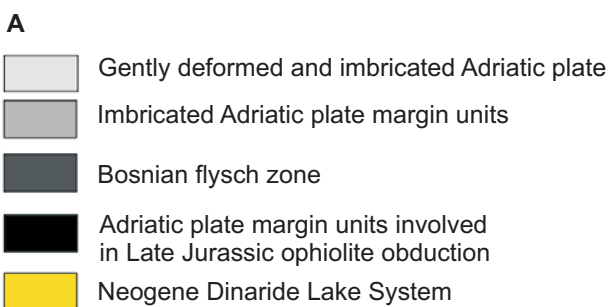 A
Gently deformed and imbricated Adriatic plate
Imbricated Adriatic plate margin units
Bosnian flysch zone
Adriatic plate margin units involved
in Late Jurassic ophiolite obduction
Neogene Dinaride Lake System